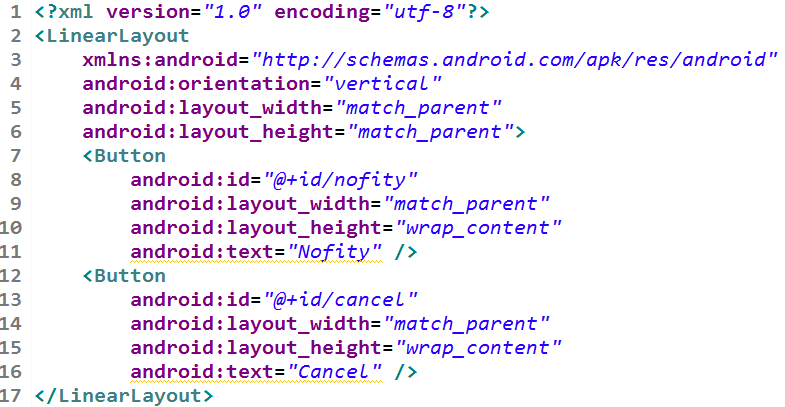 1 <?xml version="1.0" encoding="utf-8"?>
2 <LinearLayout
3     xmlns:android="http://schemas.android.com/apk/res/android"
4     android:orientation="vertical"
5     android:layout_width="match_parent"
6     android:layout_height="match_parent">
7     <Button
8         android:id="@+id/nofity"
9         android:layout_width="match_parent"
10         android:layout_height="wrap_content"
11         android:text="Nofity" />
12     <Button
13         android:id="@+id/cancel"
14         android:layout_width="match_parent"
15         android:layout_height="wrap_content"
16         android:text="Cancel" />
17 </LinearLayout>